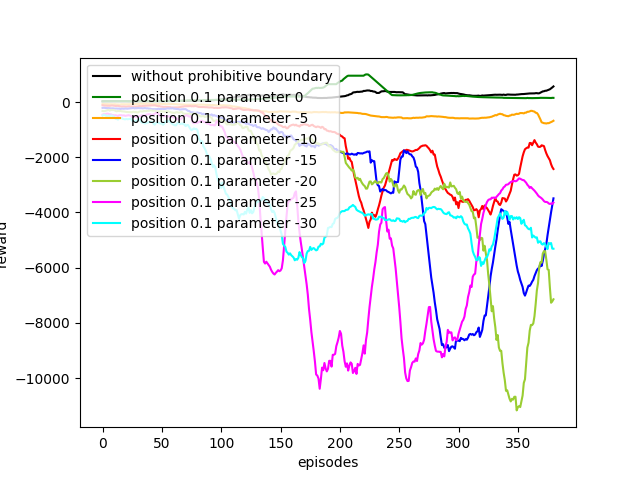 without prohibitive boundary
position 0.1 parameter 0
position 0.1 parameter -5
position 0.1 parameter -10
position 0.1 parameter -15
position 0.1 parameter -20
position 0.1 parameter -25
position 0.1 parameter -30
0
−2000
−4000
−6000
−8000
−10000
reward
0 50 100 150 200 250 300 350
episodes